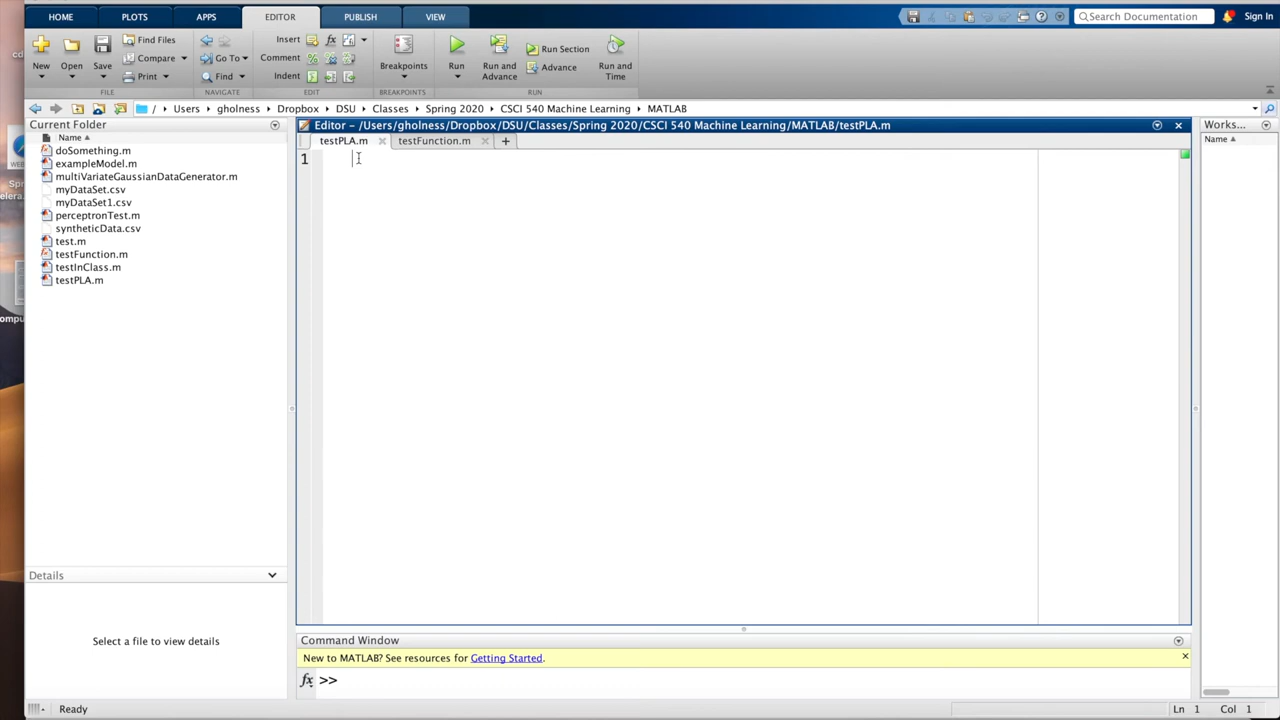 HOME PLOTS APPS EDITOR PUBLISH VIEW
Search Documentation Sign In
New Open Save
Find Files
Compare
Print
Go To
Find
Insert fx
Comment
Indent
Breakpoints
Run
Run and Advance
Run Section
Advance
Run and Time
FILE NAVIGATE EDIT BREAKPOINTS RUN
/ Users gholness Dropbox DSU Classes Spring 2020 CSCI 540 Machine Learning MATLAB
Current Folder
Name
doSomething.m
exampleModel.m
multiVariateGaussianDataGenerator.m
myDataSet.csv
myDataSet1.csv
perceptronTest.m
syntheticData.csv
test.m
testFunction.m
testInClass.m
testPLA.m
Details
Select a file to view details
Editor – /Users/gholness/Dropbox/DSU/Classes/Spring 2020/CSCI 540 Machine Learning/MATLAB/testPLA.m
testPLA.m testFunction.m +
1
Command Window
New to MATLAB? See resources for Getting Started.
fx >>
Works...
Name
Ready
Ln 1 Col 1